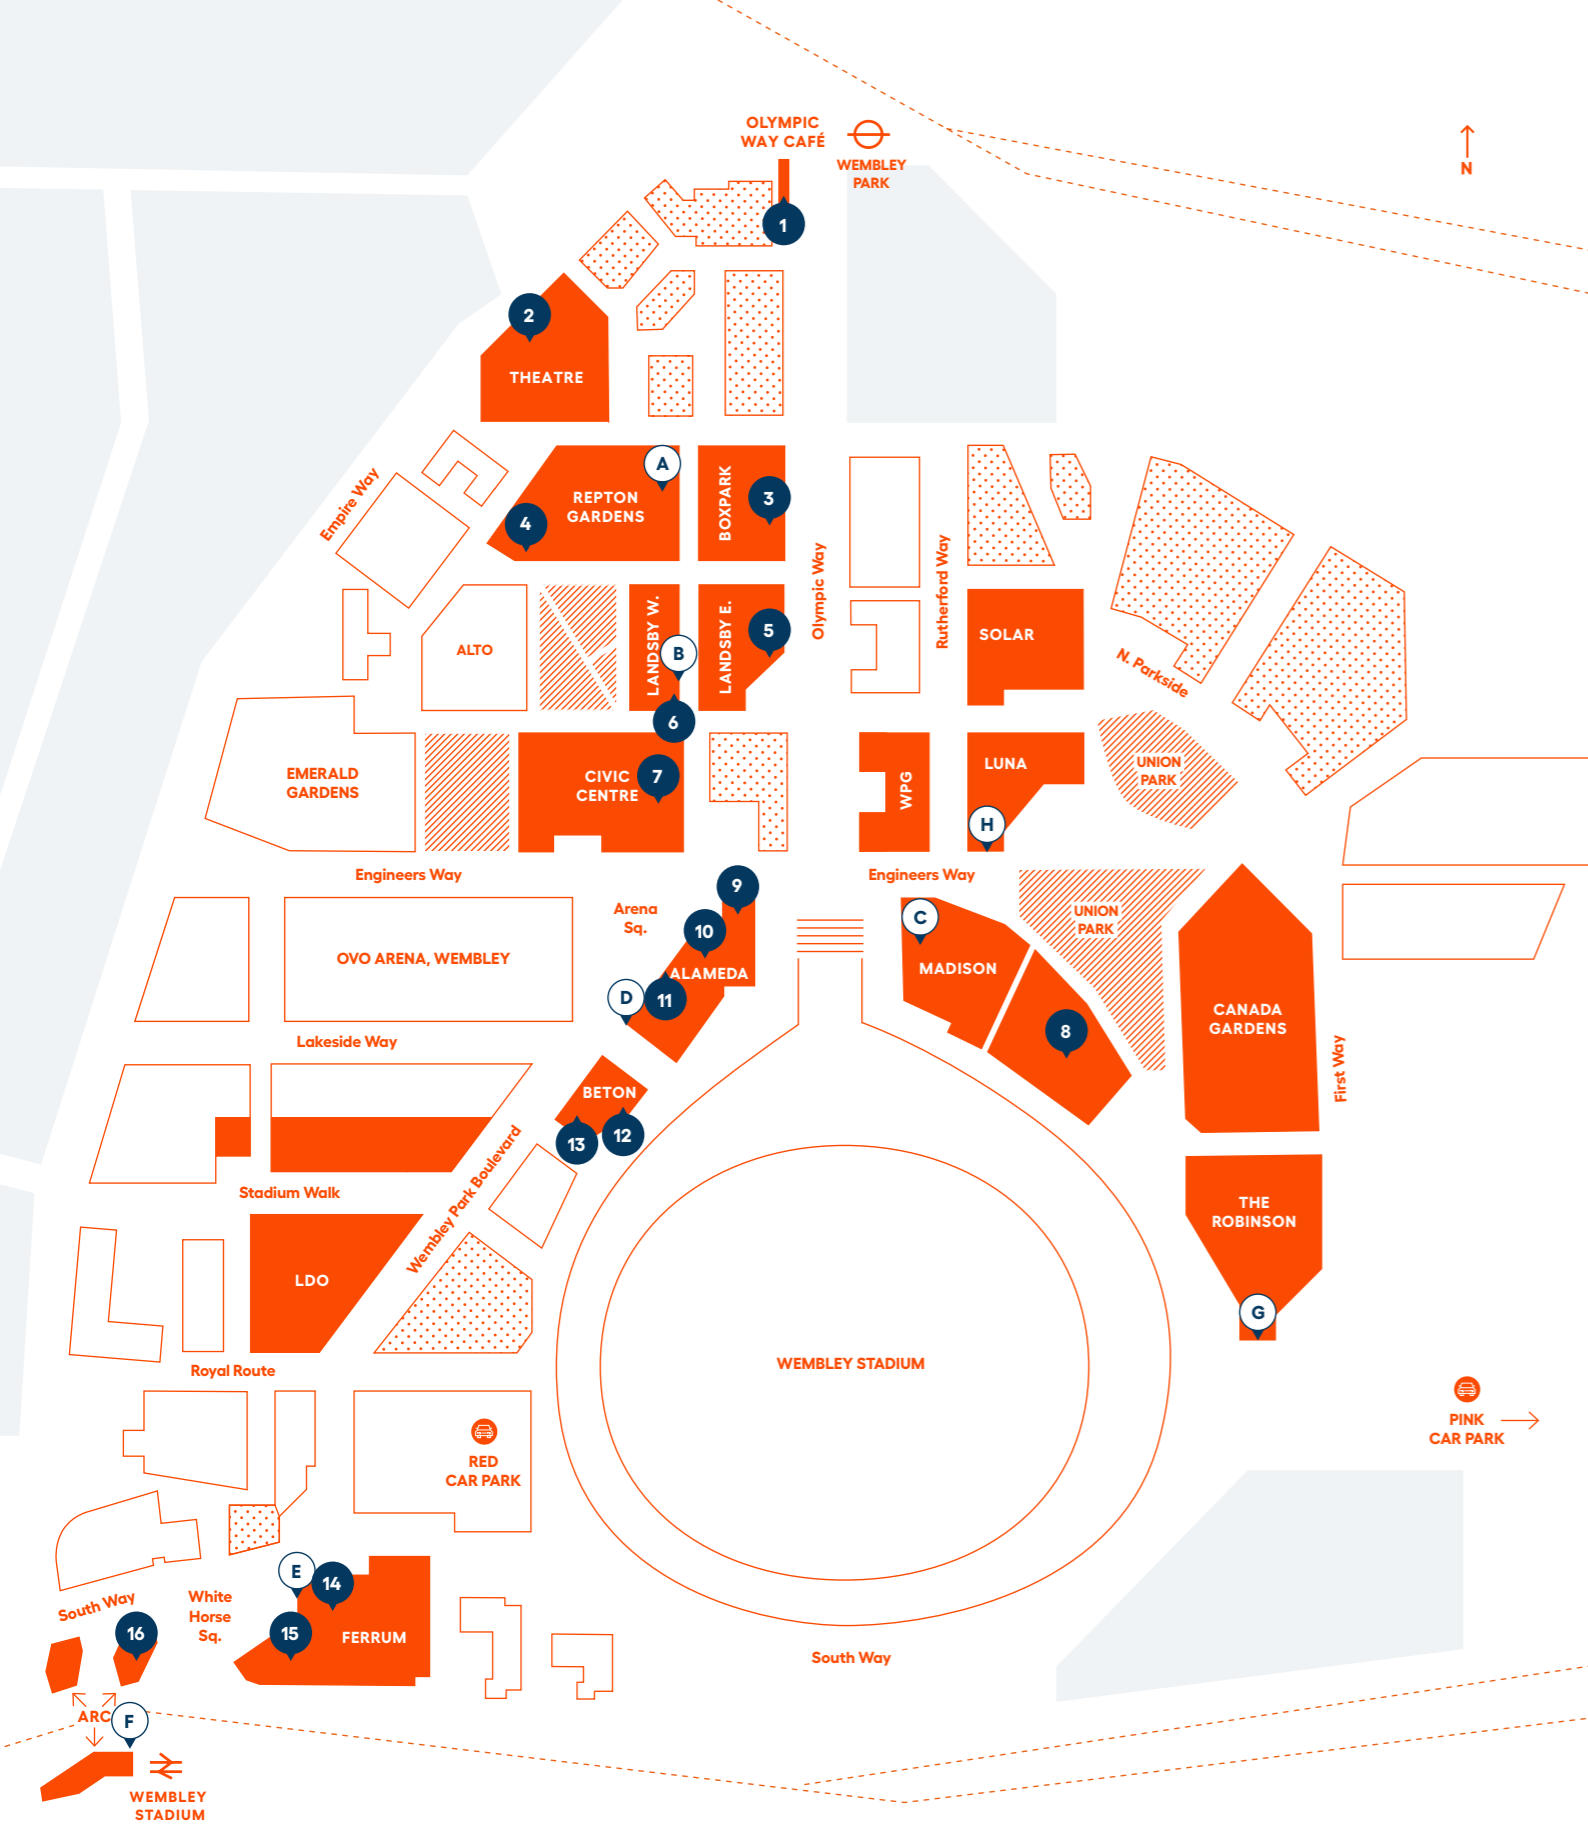 OLYMPIC
WAY CAFÉ
WEMBLEY
PARK
N
1
2
THEATRE
Empire Way
A
REPTON
GARDENS
4
BOXPARK
3
Olympic Way
Rutherford Way
ALTO
LANDSBY W.
B
LANDSBY E.
5
6
SOLAR
N. Parkside
EMERALD
GARDENS
CIVIC
CENTRE
7
WPG
LUNA
H
UNION
PARK
Engineers Way
Engineers Way
9
Arena
Sq.
10
ALAMEDA
D
11
C
MADISON
UNION
PARK
8
CANADA
GARDENS
First Way
OVO ARENA, WEMBLEY
Lakeside Way
BETON
13
12
Wembley Park Boulevard
Stadium Walk
LDO
THE
ROBINSON
G
WEMBLEY STADIUM
Royal Route
RED
CAR PARK
PINK
CAR PARK
E
14
15
FERRUM
White
Horse
Sq.
South Way
16
South Way
ARC
F
WEMBLEY
STADIUM